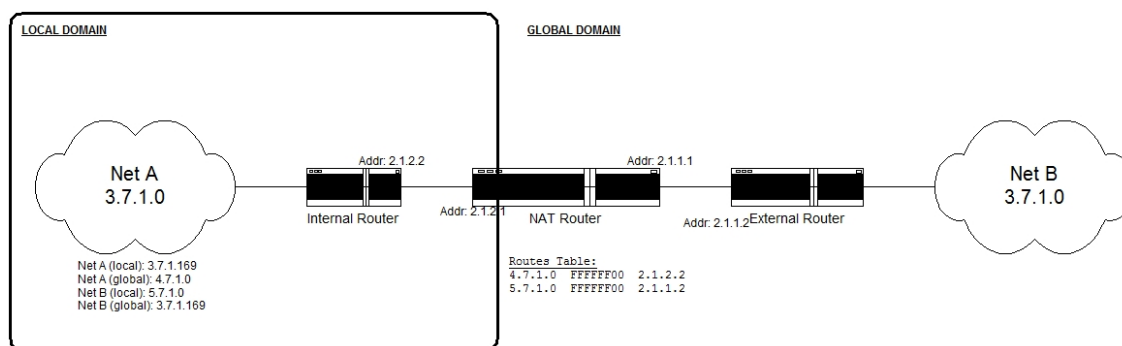 LOCAL DOMAIN
GLOBAL DOMAIN
Net A
3.7.1.0
Addr: 2.1.2.2
Internal Router
Addr: 2.1.2.1
NAT Router
Addr: 2.1.1.1
Addr: 2.1.1.2
External Router
Net B
3.7.1.0
Net A (local): 3.7.1.169
Net A (global): 4.7.1.0
Net B (local): 5.7.1.0
Net B (global): 3.7.1.169
Routes Table:
4.7.1.0 FFFFFF00 2.1.2.2
5.7.1.0 FFFFFF00 2.1.1.2